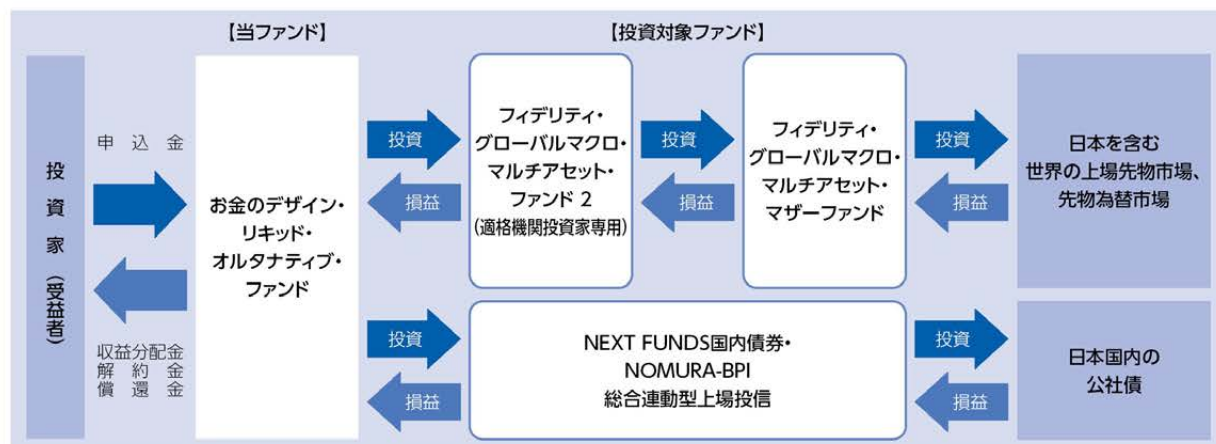 【当ファンド】
【投資対象ファンド】
投資家(受益者)
申込金
収益分配金
解約金
償還金
お金のデザイン・
リキッド・
オルタナティブ・
ファンド
投資
損益
フィデリティ・
グローバルマクロ・
マルチアセット・
ファンド 2
(適格機関投資家専用)
投資
損益
フィデリティ・
グローバルマクロ・
マルチアセット・
マザーファンド
投資
損益
日本を含む
世界の上場先物市場、
先物為替市場
投資
損益
NEXT FUNDS国内債券・
NOMURA-BPI
総合連動型上場投信
投資
損益
日本国内の
公社債